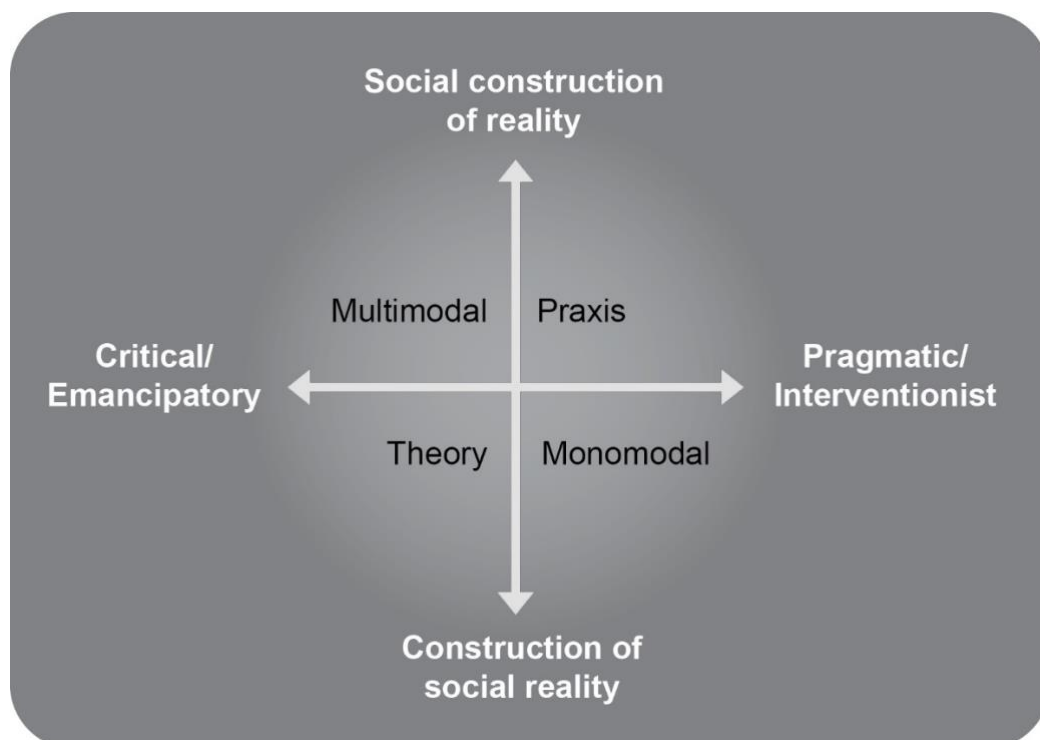 Social construction
of reality
Multimodal
Praxis
Critical/
Emancipatory
Pragmatic/
Interventionist
Theory
Monomodal
Construction of
social reality